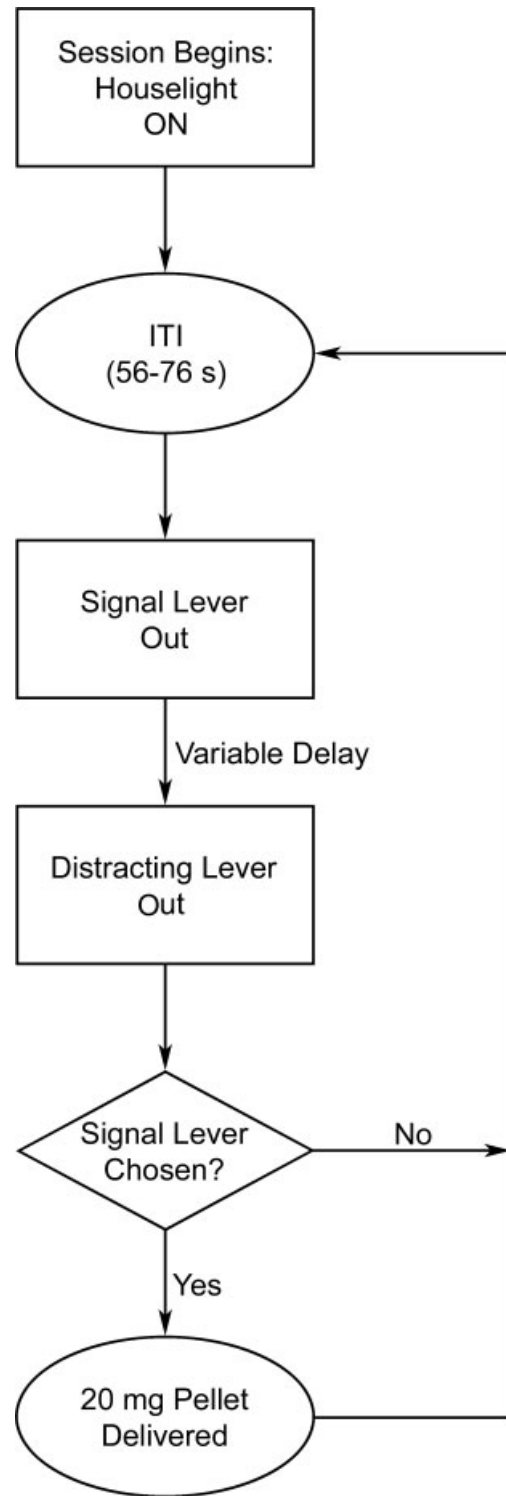 Session Begins:
Houselight
ON
ITI
(56-76 s)
Signal Lever
Out
Variable Delay
Distracting Lever
Out
Signal Lever
Chosen?
No
Yes
20 mg Pellet
Delivered